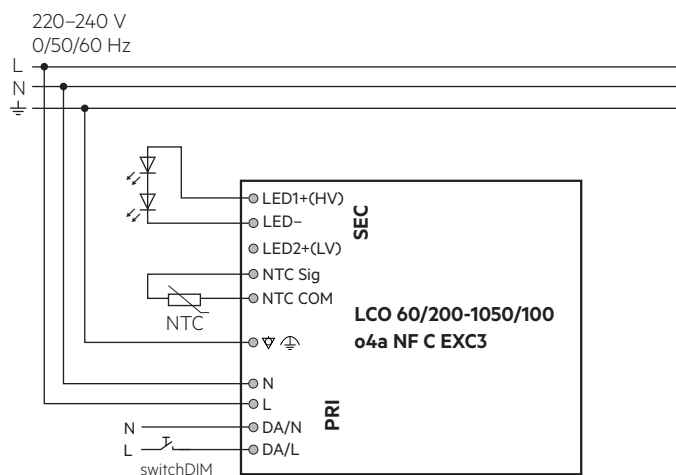 220–240 V
0/50/60 Hz
L
N
LED1+(HV)
LED–
LED2+(LV)
NTC Sig
NTC COM
NTC
SEC
LCO 60/200-1050/100
o4a NF C EXC3
N
L
PRI
N
DA/N
L
DA/L
switchDIM